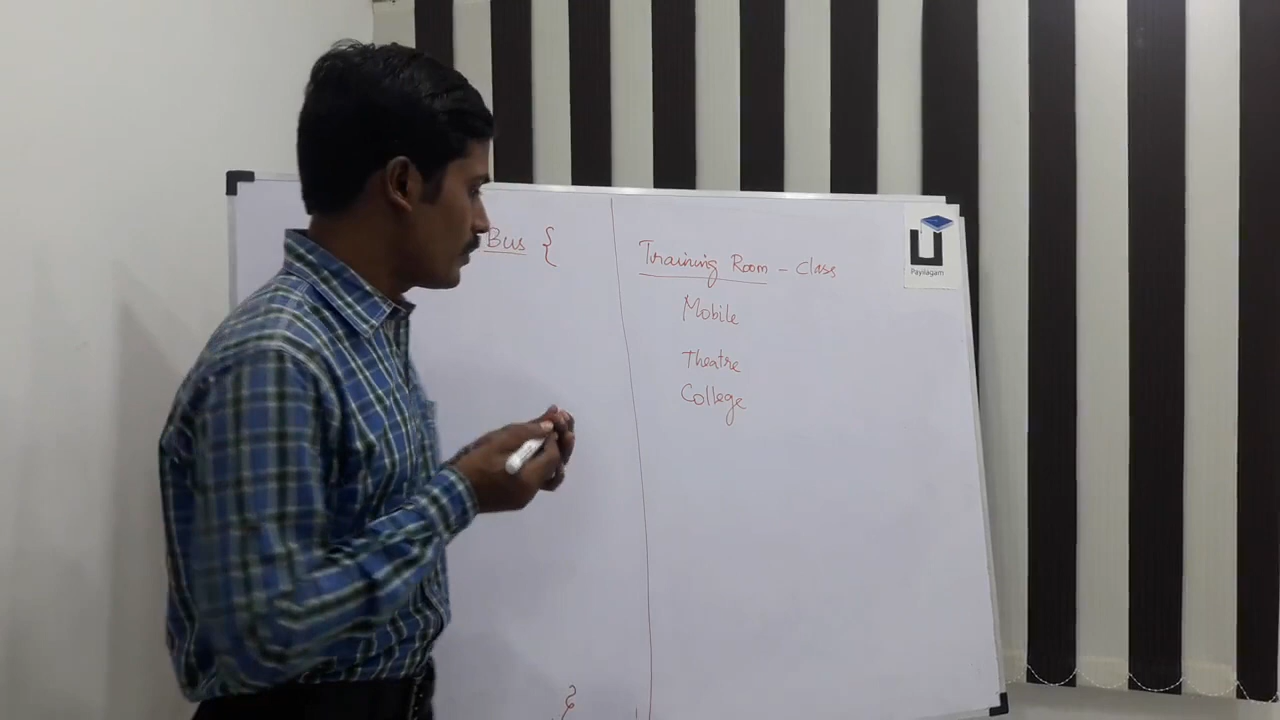 Bus {
Training Room - Class
Mobile
Theatre
College
}
Payilagam